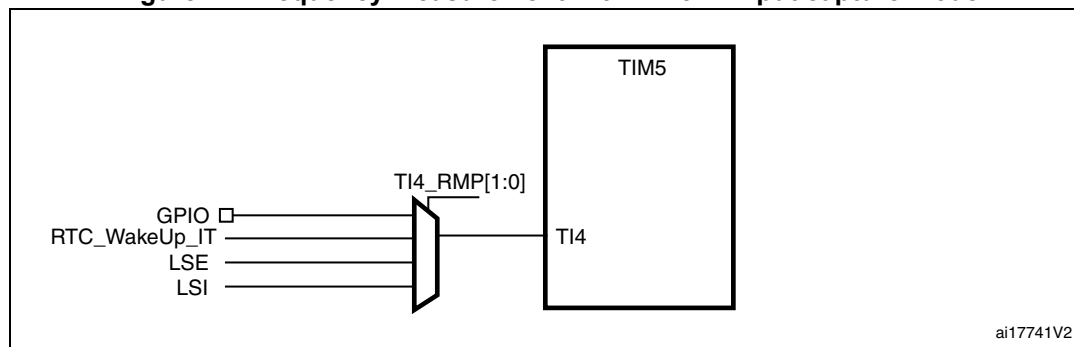 TIM5
TI4_RMP[1:0]
GPIO
RTC_WakeUp_IT
TI4
LSE
LSI
ai17741V2